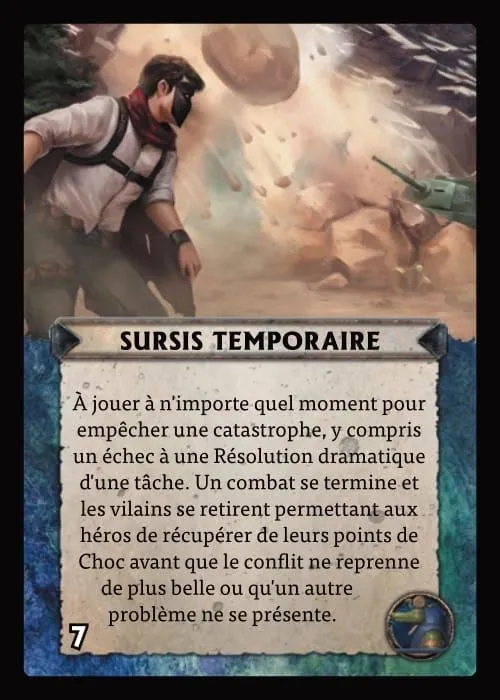 SURSIS TEMPORAIRE
À jouer à n'importe quel moment pour
empêcher une catastrophe, y compris
un échec à une Résolution dramatique
d'une tâche. Un combat se termine et
les vilains se retirent permettant aux
héros de récupérer de leurs points de
Choc avant que le conflit ne reprenne
de plus belle ou qu'un autre
problème ne se présente.
7